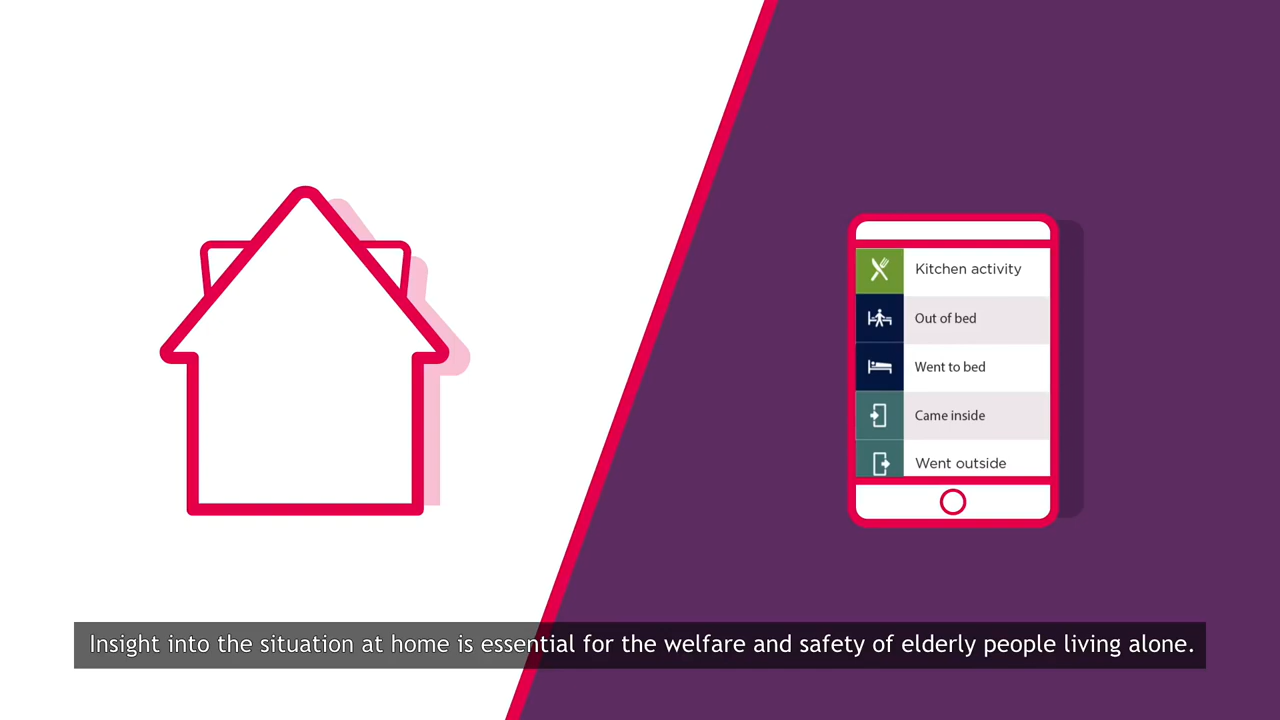 Kitchen activity
Out of bed
Went to bed
Came inside
Went outside
Insight into the situation at home is essential for the welfare and safety of elderly people living alone.